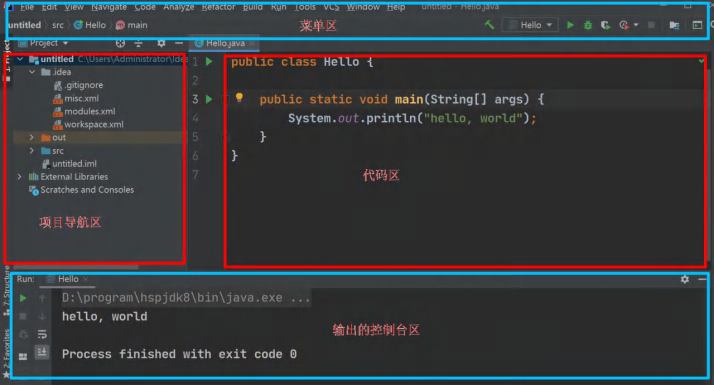 File Edit View Navigate Code Analyze Refactor Build Run Tools VCS Window Help untitled - Hello.java
菜单区
untitled src Hello main
Hello
Project
Hello.java
1: Project
untitled C:\Users\Administrator\Idea
.idea
.gitignore
misc.xml
modules.xml
workspace.xml
out
src
untitled.iml
External Libraries
Scratches and Consoles
项目导航区
1 public class Hello {
2
3 public static void main(String[] args) {
4 System.out.println("hello, world");
5 }
6 }
7
代码区
7: Structure
2: Favorites
Run: Hello
D:\program\hspjdk8\bin\java.exe ...
hello, world
输出的控制台区
Process finished with exit code 0